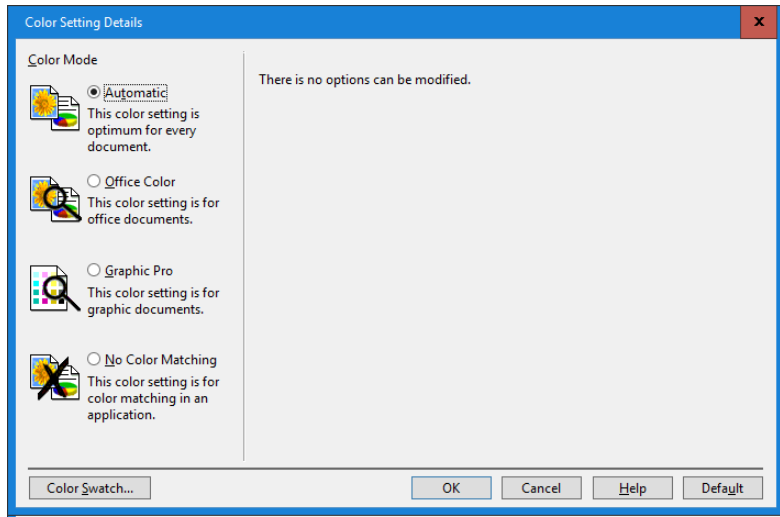 Color Setting Details
x
Color Mode
There is no options can be modified.
Automatic
This color setting is
optimum for every
document.
Office Color
This color setting is for
office documents.
Graphic Pro
This color setting is for
graphic documents.
No Color Matching
This color setting is for
color matching in an
application.
Color Swatch...
OK
Cancel
Help
Default